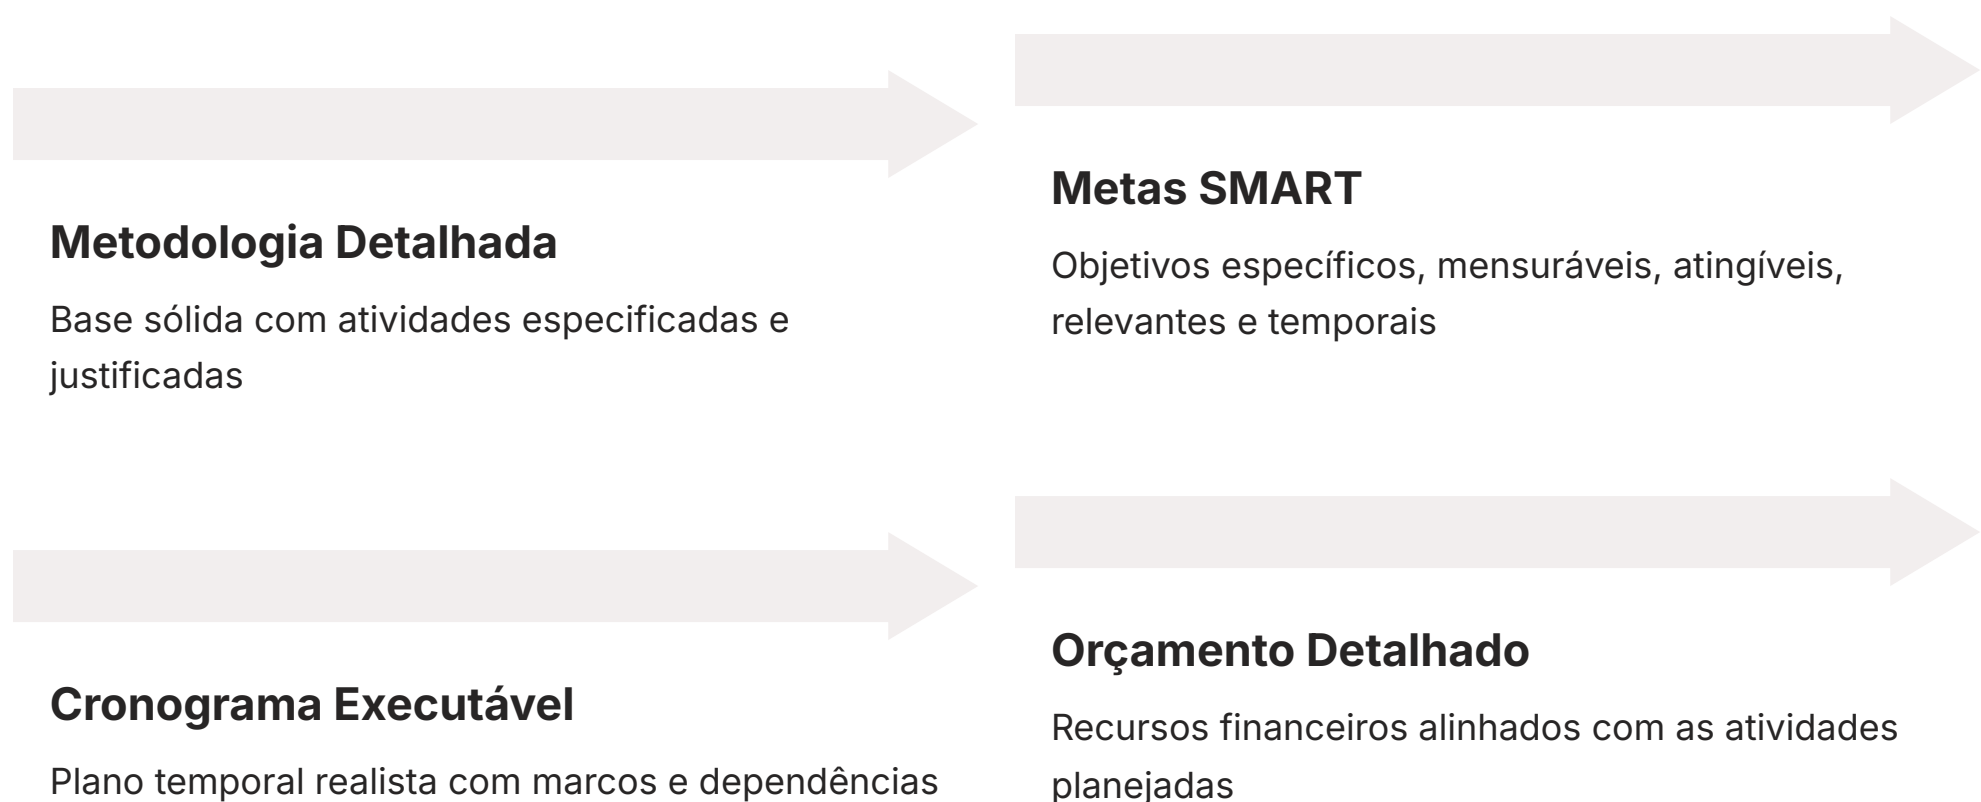 Metodologia Detalhada
Base sólida com atividades especificadas e
justificadas
Metas SMART
Objetivos específicos, mensuráveis, atingíveis,
relevantes e temporais
Cronograma Executável
Plano temporal realista com marcos e dependências
Orçamento Detalhado
Recursos financeiros alinhados com as atividades
planejadas